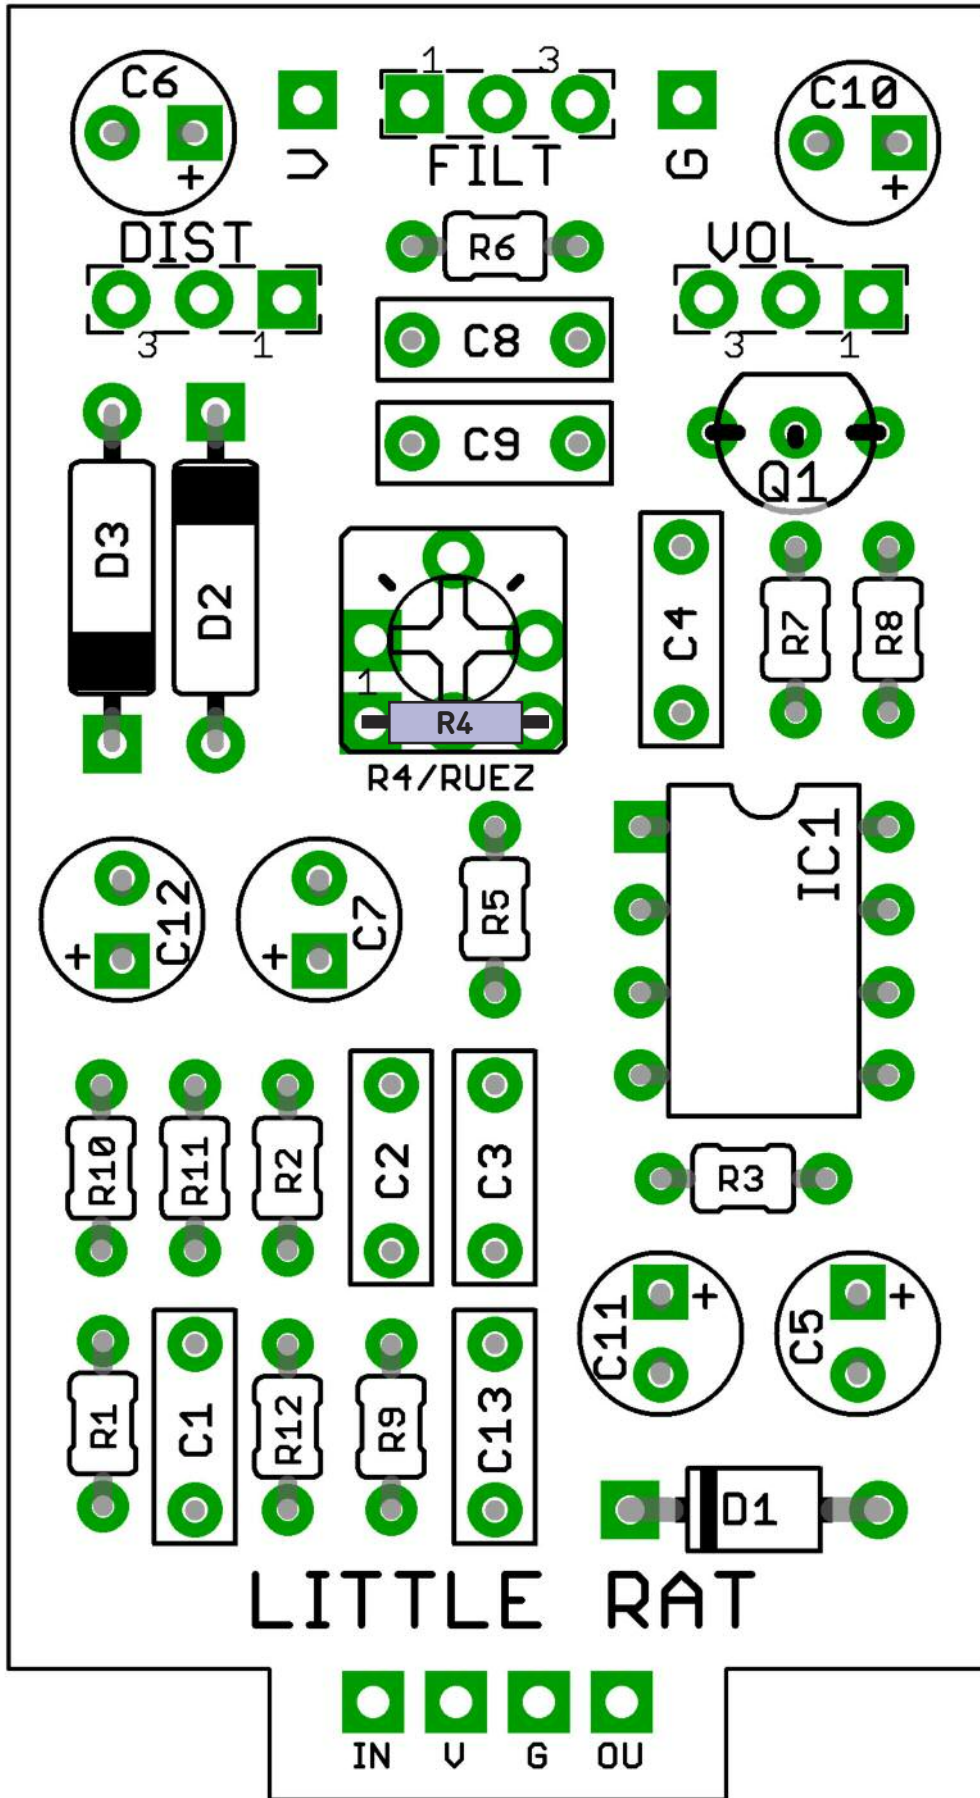 C6
1
3
C10
+
V
FILT
G
+
DIST
R6
VOL
3
1
C8
3
1
C9
Q1
D3
D2
C4
R7
R8
1
R4
R4/RUEZ
IC1
R5
+
C12
+
C7
R10
R11
R2
C2
C3
R3
C11
+
C5
+
R1
C1
R12
R9
C13
D1
LITTLE RAT
IN
V
G
OU